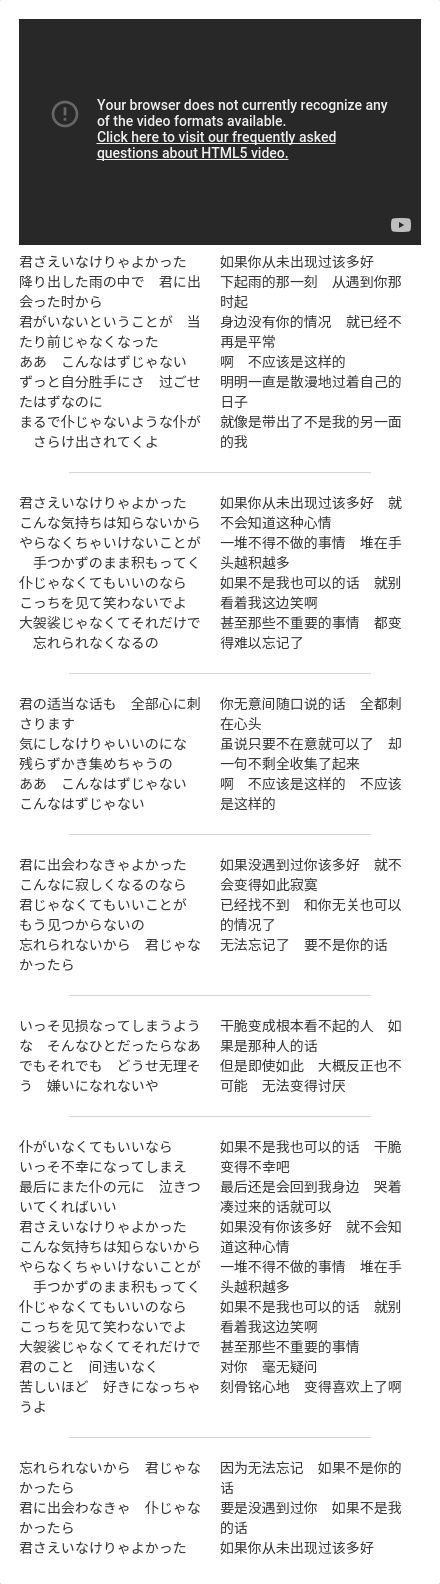 Your browser does not currently recognize any
of the video formats available.
Click here to visit our frequently asked
questions about HTML5 video.
君さえいなけりゃよかった
降り出した雨の中で　君に出
会った时から
君がいないということが　当
たり前じゃなくなった
ああ　こんなはずじゃない
ずっと自分胜手にさ　过ごせ
たはずなのに
まるで仆じゃないような仆が
　さらけ出されてくよ
如果你从未出现过该多好
下起雨的那一刻　从遇到你那
时起
身边没有你的情况　就已经不
再是平常
啊　不应该是这样的
明明一直是散漫地过着自己的
日子
就像是带出了不是我的另一面
的我
君さえいなけりゃよかった
こんな気持ちは知らないから
やらなくちゃいけないことが
　手つかずのまま积もってく
仆じゃなくてもいいのなら
こっちを见て笑わないでよ
大袈裟じゃなくてそれだけで
　忘れられなくなるの
如果你从未出现过该多好　就
不会知道这种心情
一堆不得不做的事情　堆在手
头越积越多
如果不是我也可以的话　就别
看着我这边笑啊
甚至那些不重要的事情　都变
得难以忘记了
君の适当な话も　全部心に刺
さります
気にしなけりゃいいのにな
残らずかき集めちゃうの
ああ　こんなはずじゃない
こんなはずじゃない
你无意间随口说的话　全都刺
在心头
虽说只要不在意就可以了　却
一句不剩全收集了起来
啊　不应该是这样的　不应该
是这样的
君に出会わなきゃよかった
こんなに寂しくなるのなら
君じゃなくてもいいことが
もう见つからないの
忘れられないから　君じゃな
かったら
如果没遇到过你该多好　就不
会变得如此寂寞
已经找不到　和你无关也可以
的情况了
无法忘记了　要不是你的话
いっそ见损なってしまうよう
な　そんなひとだったらなあ
でもそれでも　どうせ无理そ
う　嫌いになれないや
干脆变成根本看不起的人　如
果是那种人的话
但是即使如此　大概反正也不
可能　无法变得讨厌
仆がいなくてもいいなら
いっそ不幸になってしまえ
最后にまた仆の元に　泣きつ
いてくればいい
君さえいなけりゃよかった
こんな気持ちは知らないから
やらなくちゃいけないことが
　手つかずのまま积もってく
仆じゃなくてもいいのなら
こっちを见て笑わないでよ
大袈裟じゃなくてそれだけで
君のこと　间违いなく
苦しいほど　好きになっちゃ
うよ
如果不是我也可以的话　干脆
变得不幸吧
最后还是会回到我身边　哭着
凑过来的话就可以
如果没有你该多好　就不会知
道这种心情
一堆不得不做的事情　堆在手
头越积越多
如果不是我也可以的话　就别
看着我这边笑啊
甚至那些不重要的事情
对你　毫无疑问
刻骨铭心地　变得喜欢上了啊
忘れられないから　君じゃな
かったら
君に出会わなきゃ　仆じゃな
かったら
君さえいなけりゃよかった
因为无法忘记　如果不是你的
话
要是没遇到过你　如果不是我
的话
如果你从未出现过该多好